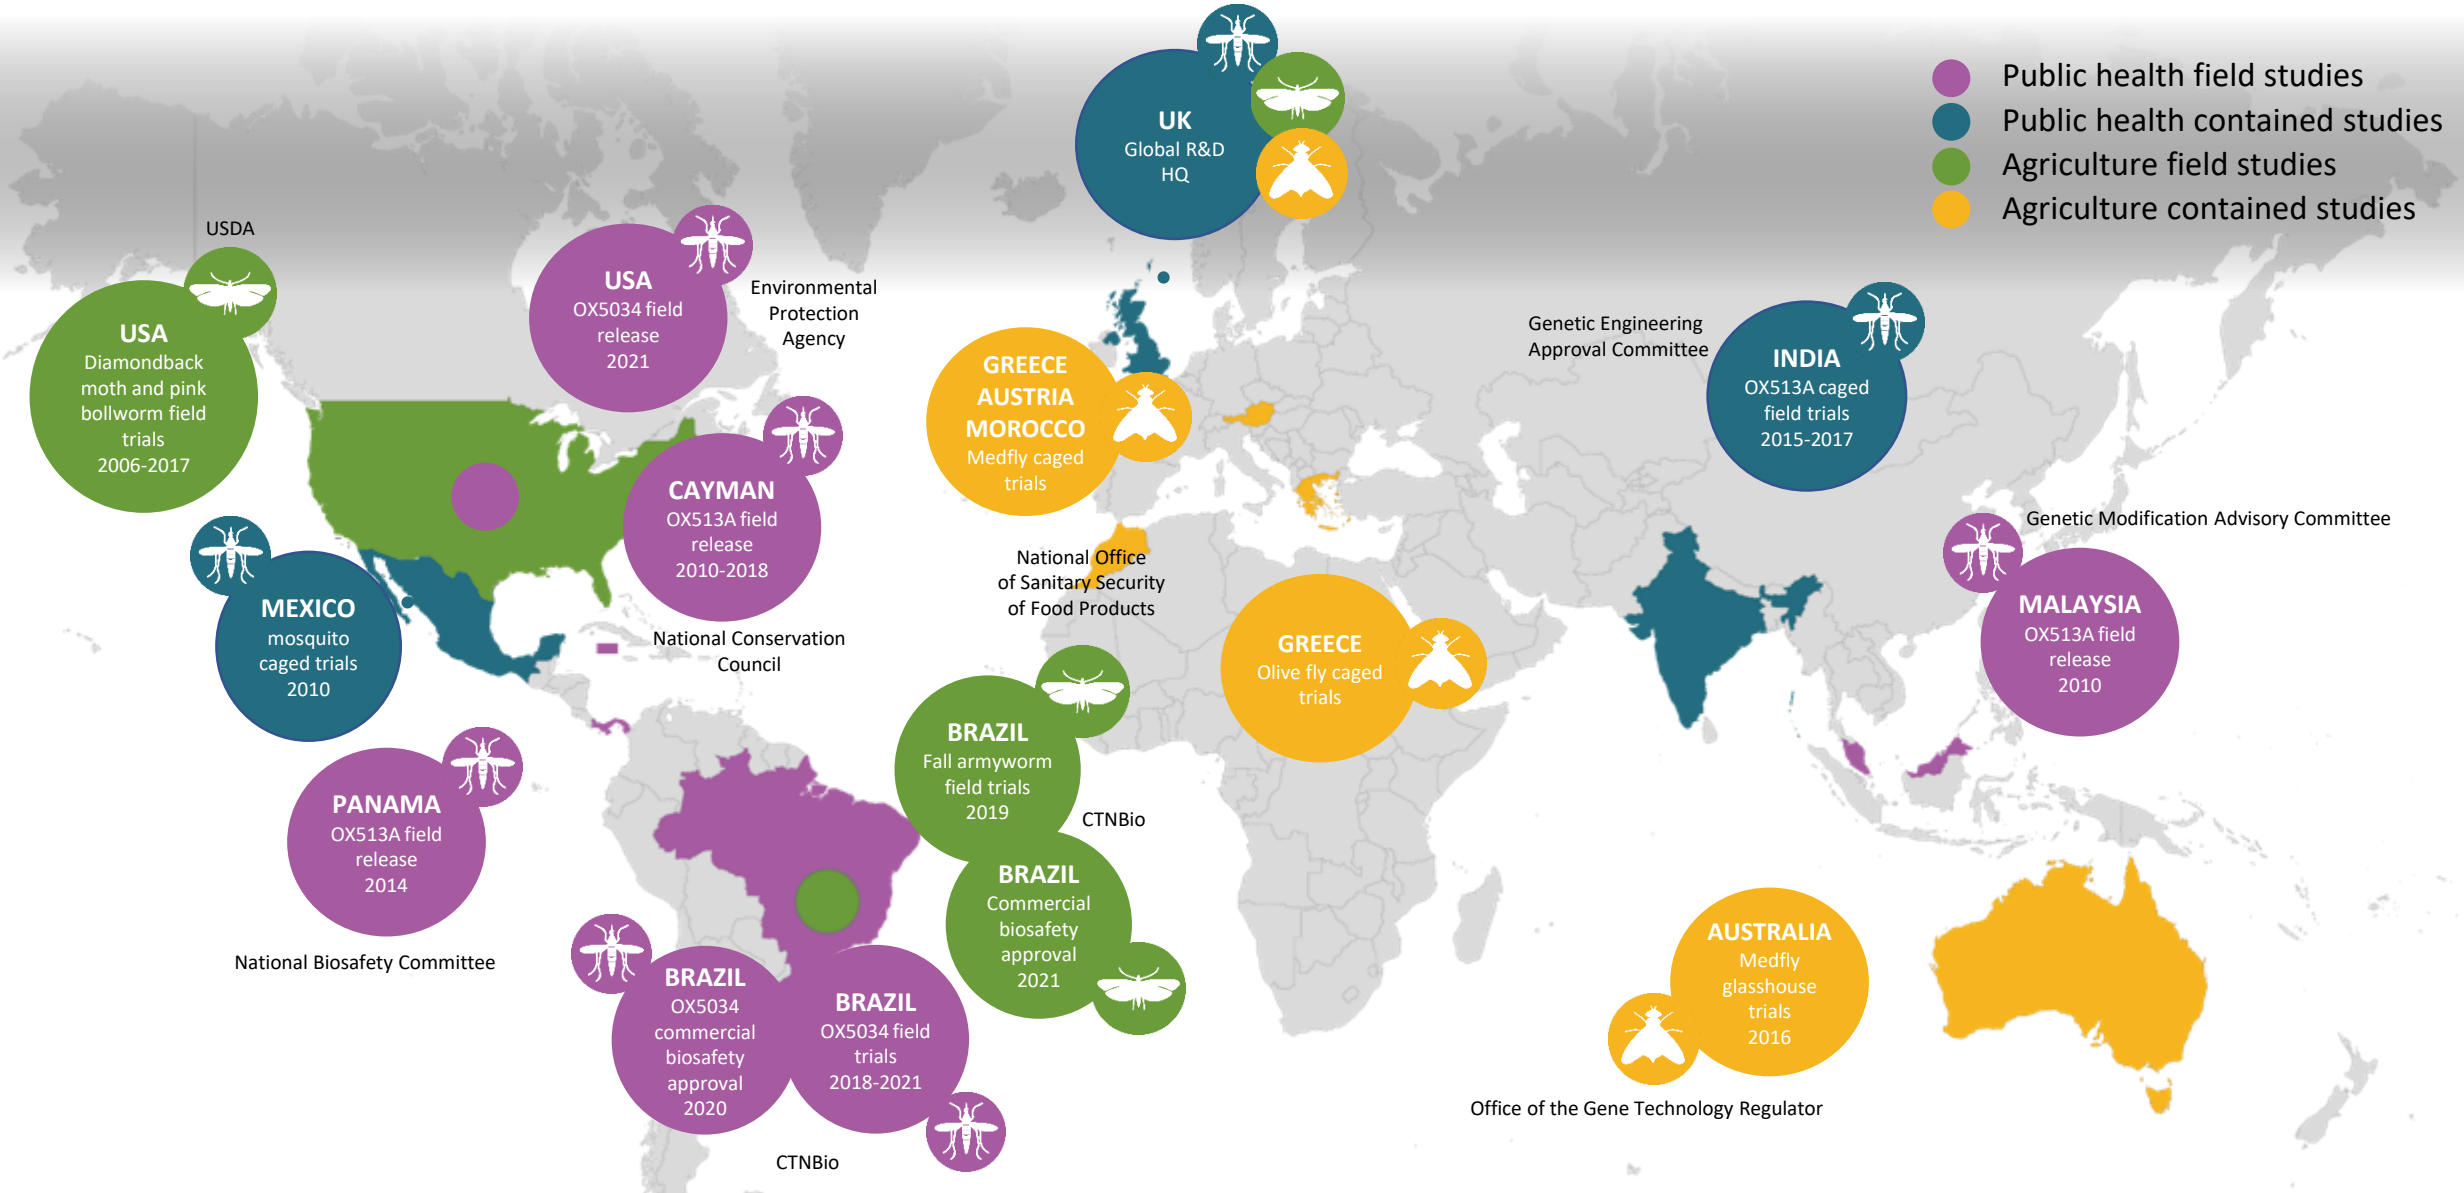 Public health field studies
Public health contained studies
Agriculture field studies
Agriculture contained studies
UK
Global R&D
HQ
USDA
USA
Diamondback
moth and pink
bollworm field
trials
2006-2017
USA
OX5034 field
release
2021
Environmental
Protection
Agency
CAYMAN
OX513A field
release
2010-2018
National Conservation
Council
MEXICO
mosquito
caged trials
2010
PANAMA
OX513A field
release
2014
National Biosafety Committee
BRAZIL
OX5034
commercial
biosafety
approval
2020
BRAZIL
OX5034 field
trials
2018-2021
CTNBio
BRAZIL
Fall armyworm
field trials
2019
CTNBio
BRAZIL
Commercial
biosafety
approval
2021
GREECE
AUSTRIA
MOROCCO
Medfly caged
trials
National Office
of Sanitary Security
of Food Products
GREECE
Olive fly caged
trials
Genetic Engineering
Approval Committee
INDIA
OX513A caged
field trials
2015-2017
Genetic Modification Advisory Committee
MALAYSIA
OX513A field
release
2010
AUSTRALIA
Medfly
glasshouse
trials
2016
Office of the Gene Technology Regulator